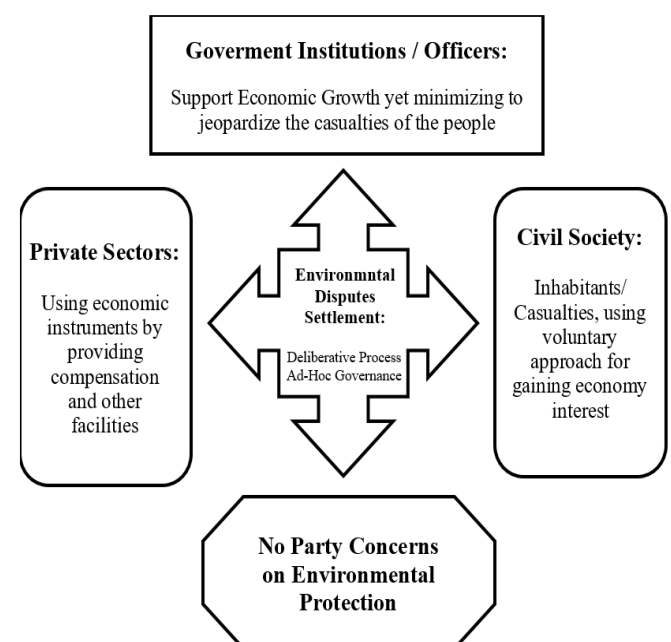 Goverment Institutions / Officers:
Support Economic Growth yet minimizing to
jeopardize the casualties of the people
Private Sectors:
Using economic
instruments by
providing
compensation
and other
facilities
Environmntal
Disputes
Settlement:
Deliberative Process
Ad-Hoc Governance
Civil Society:
Inhabitants/
Casualties, using
voluntary
approach for
gaining economy
interest
No Party Concerns
on Environmental
Protection